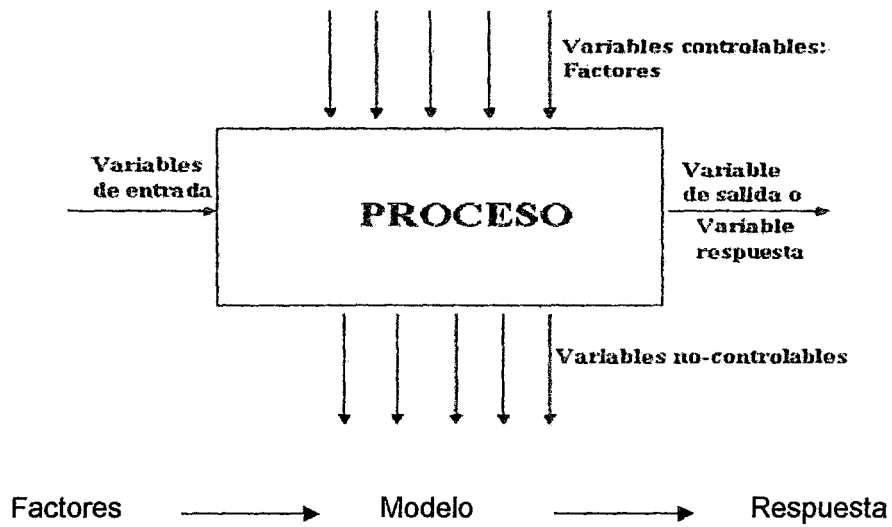 Variables controlables:
Factores
Variables
de entrada
PROCESO
Variable
de salida o
Variable
respuesta
Variables no-controlables
Factores Modelo Respuesta